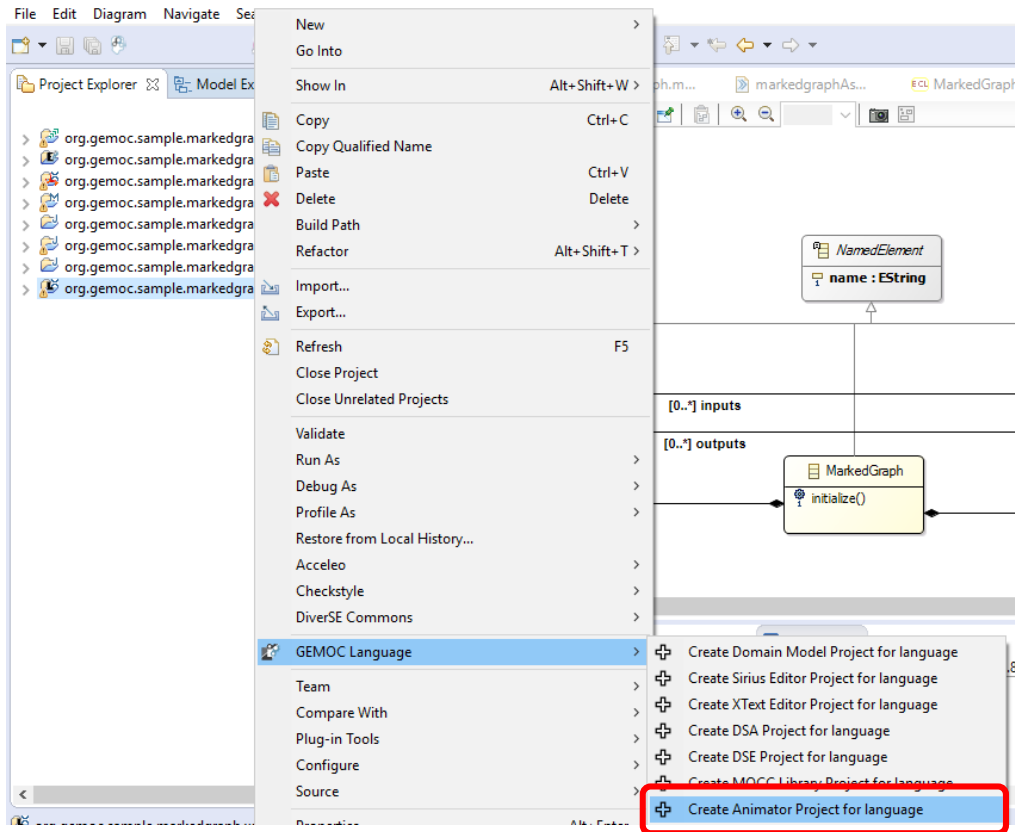 File Edit Diagram Navigate Sea
Project Explorer Model Ex
org.gemoc.sample.markedgra
org.gemoc.sample.markedgra
org.gemoc.sample.markedgra
org.gemoc.sample.markedgra
org.gemoc.sample.markedgra
org.gemoc.sample.markedgra
org.gemoc.sample.markedgra
org.gemoc.sample.markedgra
New
Go Into
Show In Alt+Shift+W >
Copy Ctrl+C
Copy Qualified Name
Paste Ctrl+V
Delete Delete
Build Path
Refactor Alt+Shift+T >
Import...
Export...
Refresh F5
Close Project
Close Unrelated Projects
Validate
Run As
Debug As
Profile As
Restore from Local History...
Acceleo
Checkstyle
DiverSE Commons
GEMOC Language
Team
Compare With
Plug-in Tools
Configure
Source
Properties Alt+Enter
Create Domain Model Project for language
Create Sirius Editor Project for language
Create XText Editor Project for language
Create DSA Project for language
Create DSE Project for language
Create MOCC Library Project for language
Create Animator Project for language
ph.m... markedgraphAs... ECL MarkedGraph
NamedElement
name : EString
[0..*] inputs
[0..*] outputs
MarkedGraph
initialize()